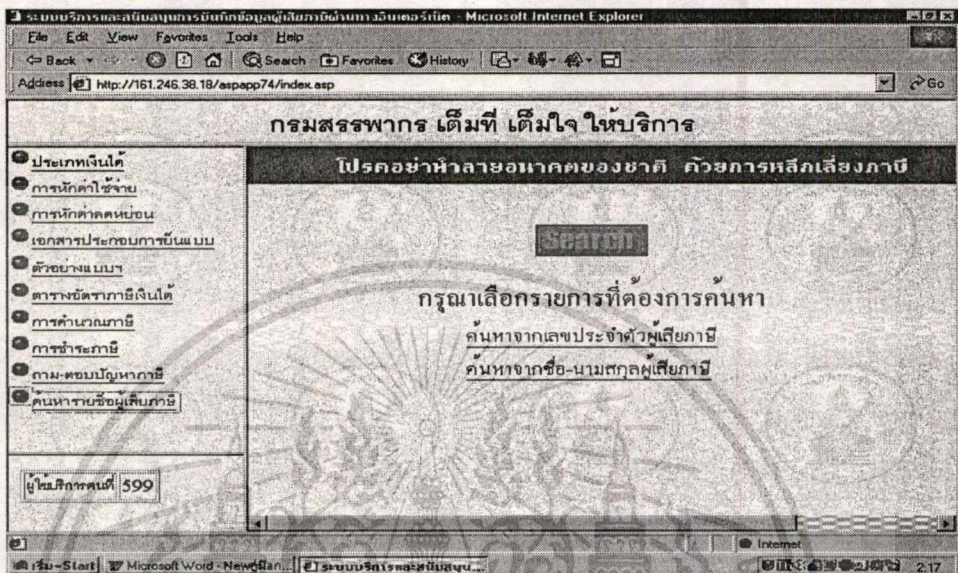 ระบบบริการและสนับสนุนการบันทึกข้อมูลผู้เสียภาษีผ่านทางอินเตอร์เน็ต - Microsoft Internet Explorer
File Edit View Favorites Tools Help
Back Search Favorites History
Address http://161.246.38.18/aspapp74/index.asp Go
กรมสรรพากร เต็มที่ เต็มใจ ให้บริการ
โปรดอย่าทำลายอนาคตของชาติ ด้วยการหลีกเลี่ยงภาษี
ประเภทเงินได้
การหักค่าใช้จ่าย
การหักค่าลดหย่อน
เอกสารประกอบการยื่นแบบ
ตัวอย่างแบบฯ
ตารางอัตราภาษีเงินได้
การคำนวณภาษี
การชำระภาษี
ถาม-ตอบปัญหาภาษี
ค้นหารายชื่อผู้เสียภาษี
ผู้ใช้บริการคนที่ 599
Search
กรุณาเลือกรายการที่ต้องการค้นหา
ค้นหาจากเลขประจำตัวผู้เสียภาษี
ค้นหาจากชื่อ-นามสกุลผู้เสียภาษี
Internet
เริ่ม-Start Microsoft Word - New ระบบบริการและสนับสนุน... 2:17